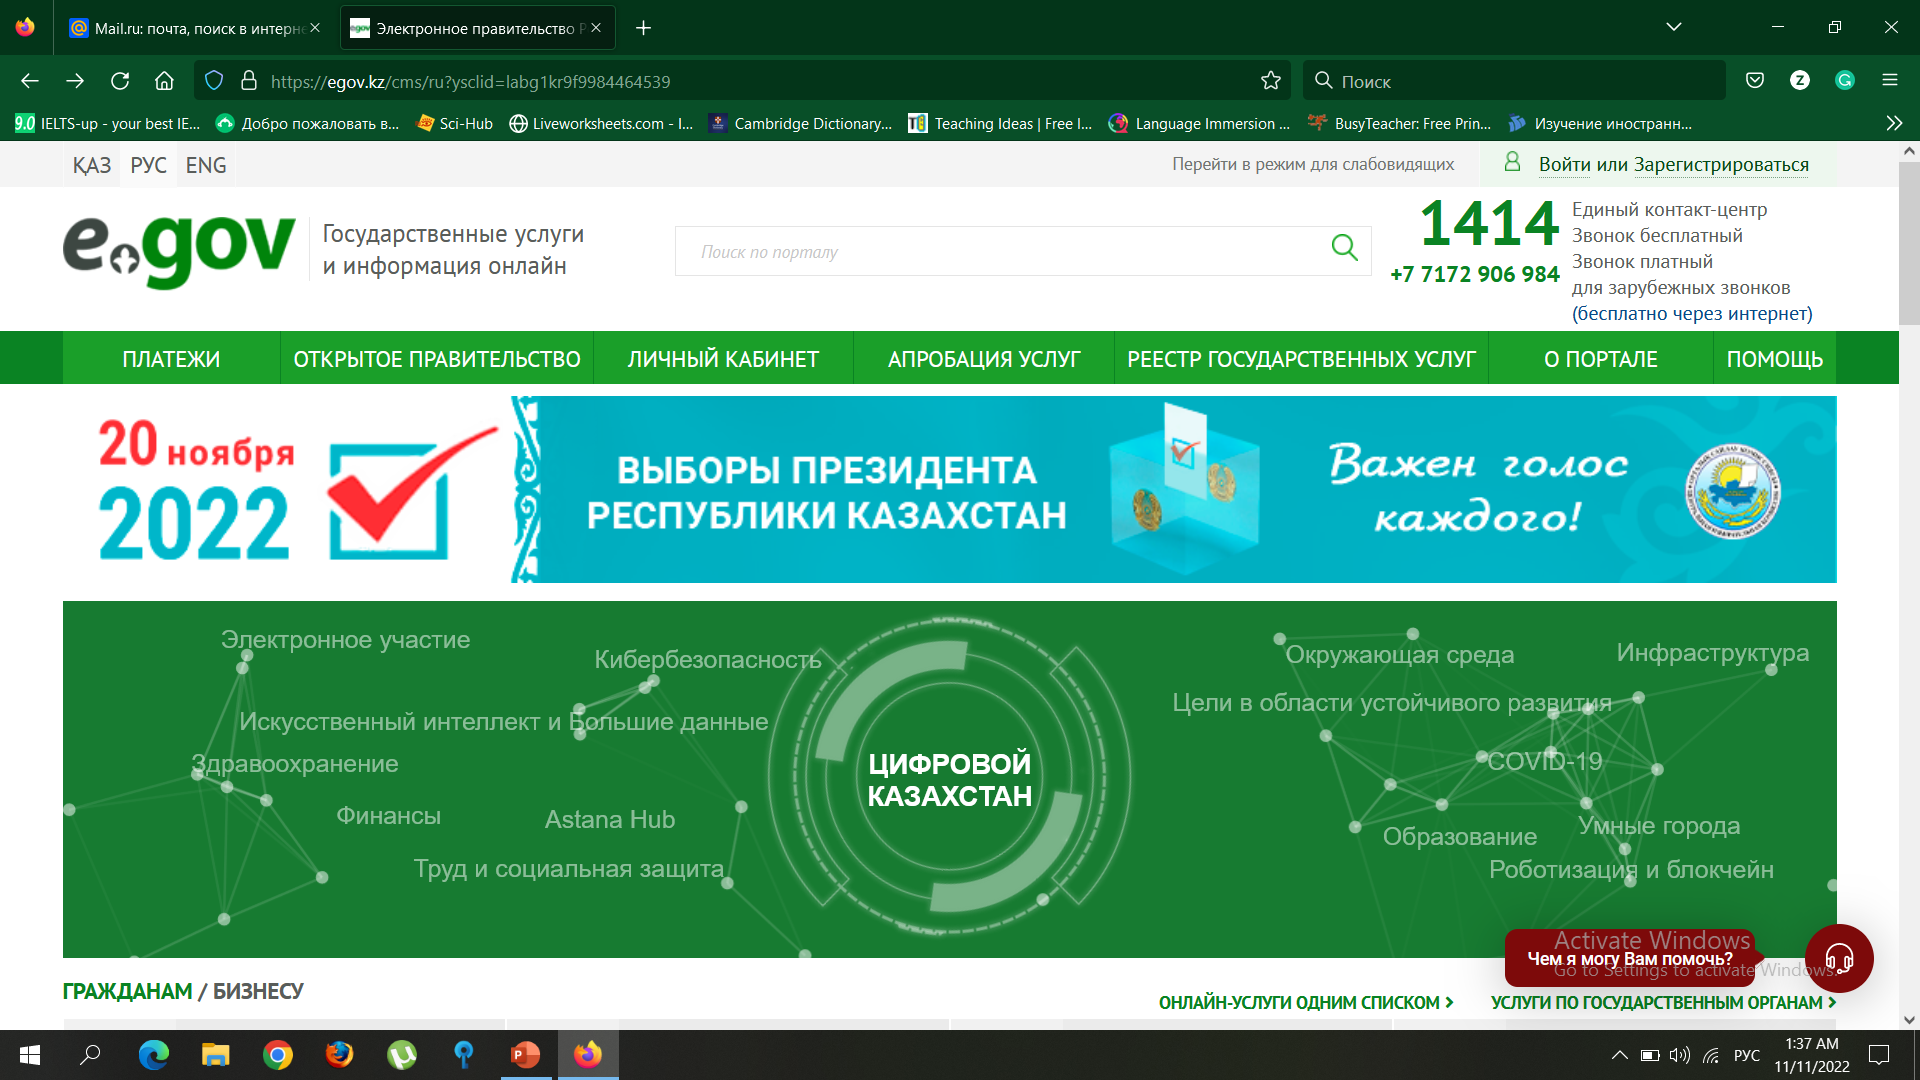 Mail.ru: почта, поиск в интерне
Электронное правительство Р
https://egov.kz/cms/ru?ysclid=labg1kr9f9984464539
Поиск
Z
G
9.0 IELTS-up - your best IE...
Добро пожаловать в...
Sci-Hub
Liveworksheets.com - I...
Cambridge Dictionary...
Teaching Ideas | Free I...
Language Immersion ...
BusyTeacher: Free Prin...
Изучение иностранн...
ҚАЗ РУС ENG
Перейти в режим для слабовидящих
Войти или Зарегистрироваться
e.gov
Государственные услуги
и информация онлайн
Поиск по порталу
1414
+7 7172 906 984
Единый контакт-центр
Звонок бесплатный
Звонок платный
для зарубежных звонков
(бесплатно через интернет)
ПЛАТЕЖИ
ОТКРЫТОЕ ПРАВИТЕЛЬСТВО
ЛИЧНЫЙ КАБИНЕТ
АПРОБАЦИЯ УСЛУГ
РЕЕСТР ГОСУДАРСТВЕННЫХ УСЛУГ
О ПОРТАЛЕ
ПОМОЩЬ
20 ноября
2022
ВЫБОРЫ ПРЕЗИДЕНТА
РЕСПУБЛИКИ КАЗАХСТАН
Важен голос
каждого!
Электронное участие
Кибербезопасность
Искусственный интеллект и Большие данные
Здравоохранение
Финансы
Astana Hub
Труд и социальная защита
ЦИФРОВОЙ
КАЗАХСТАН
Окружающая среда
Инфраструктура
Цели в области устойчивого развития
COVID-19
Образование
Умные города
Роботизация и блокчейн
Activate Windows
Чем я могу Вам помочь?
Go to Settings to activate Windows.
ГРАЖДАНАМ / БИЗНЕСУ
ОНЛАЙН-УСЛУГИ ОДНИМ СПИСКОМ
УСЛУГИ ПО ГОСУДАРСТВЕННЫМ ОРГАНАМ
РУС
1:37 AM
11/11/2022